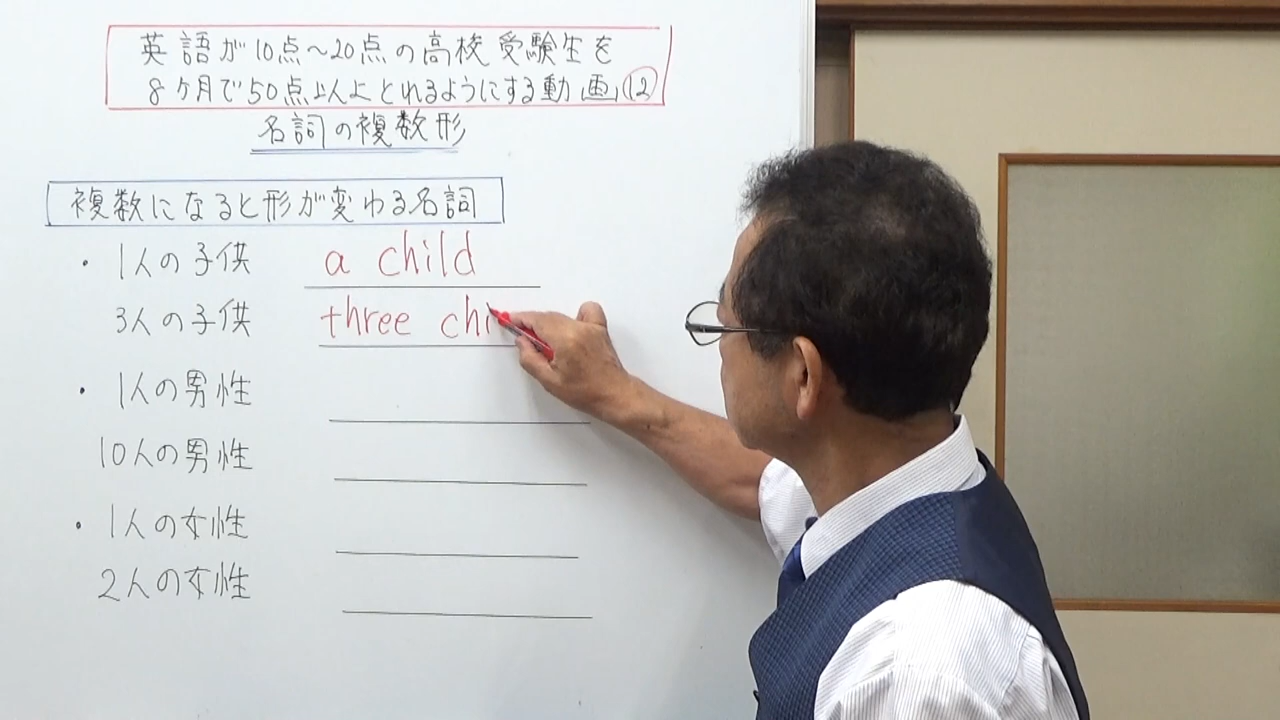 英語が10点〜20点の高校受験生を
8ヶ月で50点以上とれるようにする動画⑫
名詞の複数形
複数になると形が変わる名詞
・1人の子供 a child
3人の子供 three chi
・1人の男性
10人の男性
・1人の女性
2人の女性